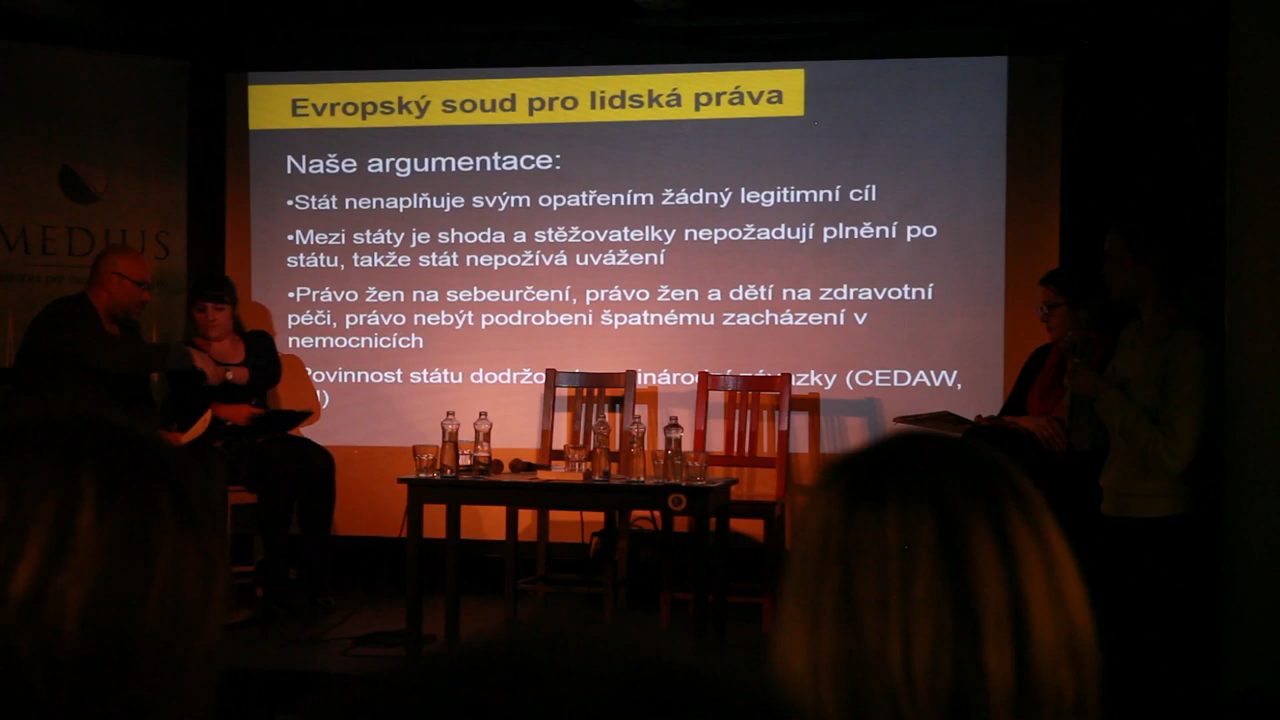 Evropský soud pro lidská práva
Naše argumentace:
•Stát nenaplňuje svým opatřením žádný legitimní cíl
•Mezi státy je shoda a stěžovatelky nepožadují plnění po
státu, takže stát nepožívá uvážení
•Právo žen na sebeurčení, právo žen a dětí na zdravotní
péči, právo nebýt podrobeni špatnému zacházení v
nemocnicích
Povinnost státu (CEDAW,
MEDIUS